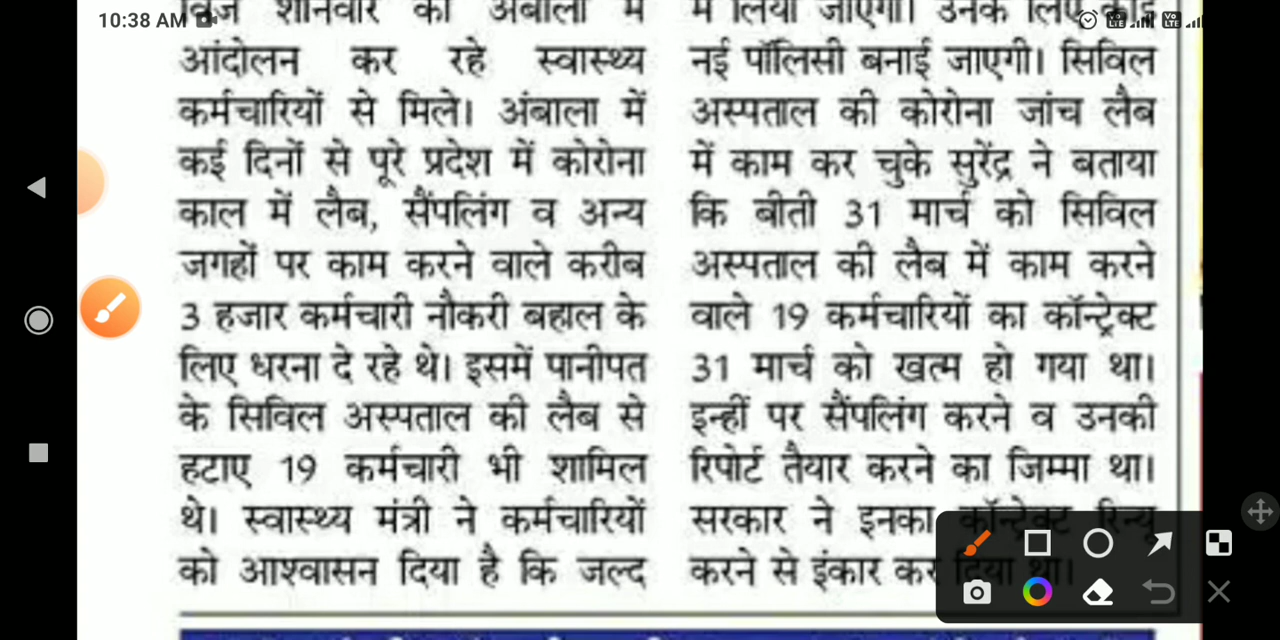 10:38 AM
विज शनिवार को अंबाला में
आंदोलन कर रहे स्वास्थ्य
कर्मचारियों से मिले। अंबाला में
कई दिनों से पूरे प्रदेश में कोरोना
काल में लैब, सैंपलिंग व अन्य
जगहों पर काम करने वाले करीब
3 हजार कर्मचारी नौकरी बहाल के
लिए धरना दे रहे थे। इसमें पानीपत
के सिविल अस्पताल की लैब से
हटाए 19 कर्मचारी भी शामिल
थे। स्वास्थ्य मंत्री ने कर्मचारियों
को आश्वासन दिया है कि जल्द
में लिया जाएगा। उनके लिए कोई
नई पॉलिसी बनाई जाएगी। सिविल
अस्पताल की कोरोना जांच लैब
में काम कर चुके सुरेंद्र ने बताया
कि बीती 31 मार्च को सिविल
अस्पताल की लैब में काम करने
वाले 19 कर्मचारियों का कॉन्ट्रेक्ट
31 मार्च को खत्म हो गया था।
इन्हीं पर सैंपलिंग करने व उनकी
रिपोर्ट तैयार करने का जिम्मा था।
सरकार ने इनका कॉन्ट्रेक्ट रिन्यू
करने से इंकार कर दिया था।